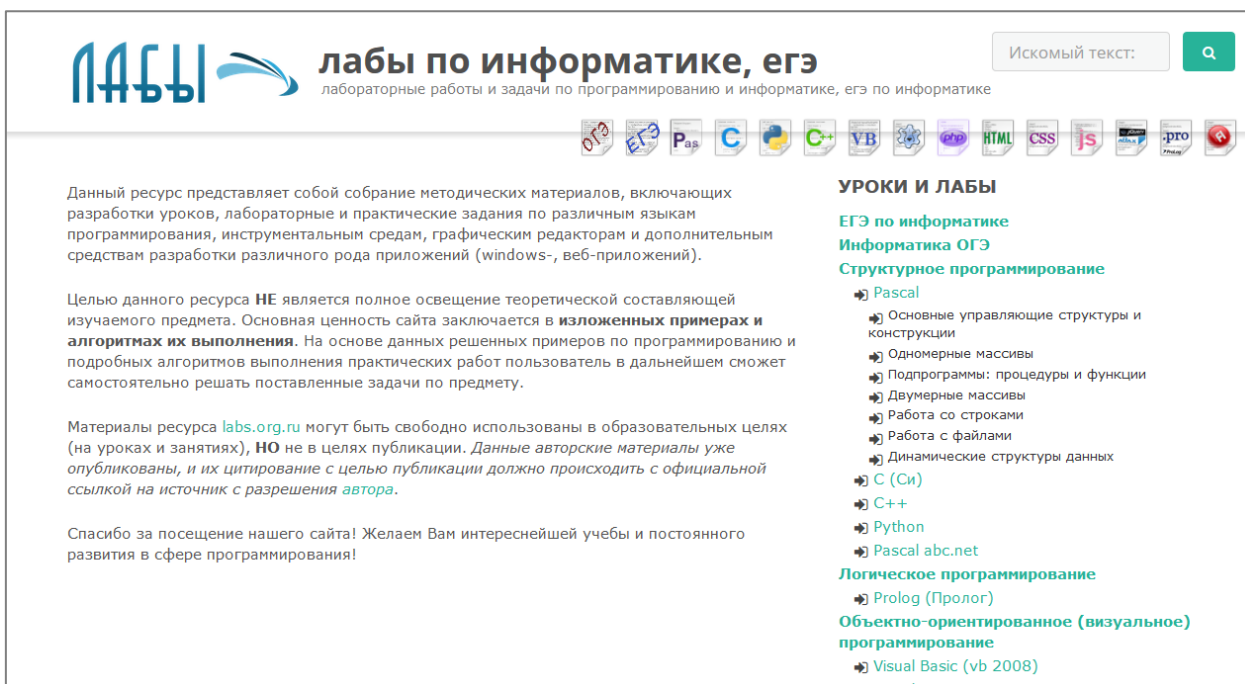 ЛАБЫ
лабы по информатике, егэ
лабораторные работы и задачи по программированию и информатике, егэ по информатике
Искомый текст:
ОГЭ ЕГЭ Pas C C++ VB php HTML CSS js .pro
Данный ресурс представляет собой собрание методических материалов, включающих
разработки уроков, лабораторные и практические задания по различным языкам
программирования, инструментальным средам, графическим редакторам и дополнительным
средствам разработки различного рода приложений (windows-, веб-приложений).
Целью данного ресурса НЕ является полное освещение теоретической составляющей
изучаемого предмета. Основная ценность сайта заключается в изложенных примерах и
алгоритмах их выполнения. На основе данных решенных примеров по программированию и
подробных алгоритмов выполнения практических работ пользователь в дальнейшем сможет
самостоятельно решать поставленные задачи по предмету.
Материалы ресурса labs.org.ru могут быть свободно использованы в образовательных целях
(на уроках и занятиях), НО не в целях публикации. Данные авторские материалы уже
опубликованы, и их цитирование с целью публикации должно происходить с официальной
ссылкой на источник с разрешения автора.
Спасибо за посещение нашего сайта! Желаем Вам интереснейшей учебы и постоянного
развития в сфере программирования!
УРОКИ И ЛАБЫ
ЕГЭ по информатике
Информатика ОГЭ
Структурное программирование
Pascal
Основные управляющие структуры и
конструкции
Одномерные массивы
Подпрограммы: процедуры и функции
Двумерные массивы
Работа со строками
Работа с файлами
Динамические структуры данных
С (Си)
C++
Python
Pascal abc.net
Логическое программирование
Prolog (Пролог)
Объектно-ориентированное (визуальное)
программирование
Visual Basic (vb 2008)